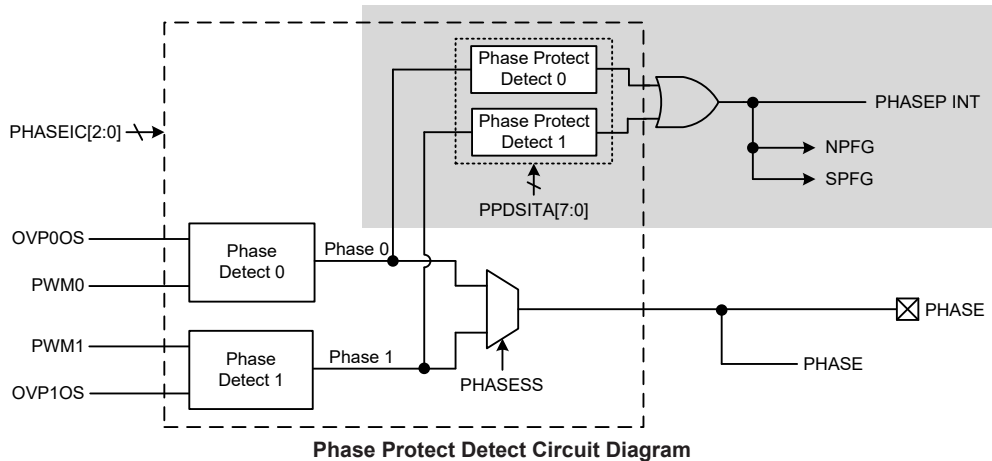 Phase Protect
Detect 0
PHASEP INT
Phase Protect
Detect 1
PHASEIC[2:0]
NPFG
SPFG
PPDSITA[7:0]
OVP0OS
Phase
Detect 0
Phase 0
PWM0
PHASE
PWM1
Phase
Detect 1
Phase 1
PHASE
OVP1OS
PHASESS
Phase Protect Detect Circuit Diagram